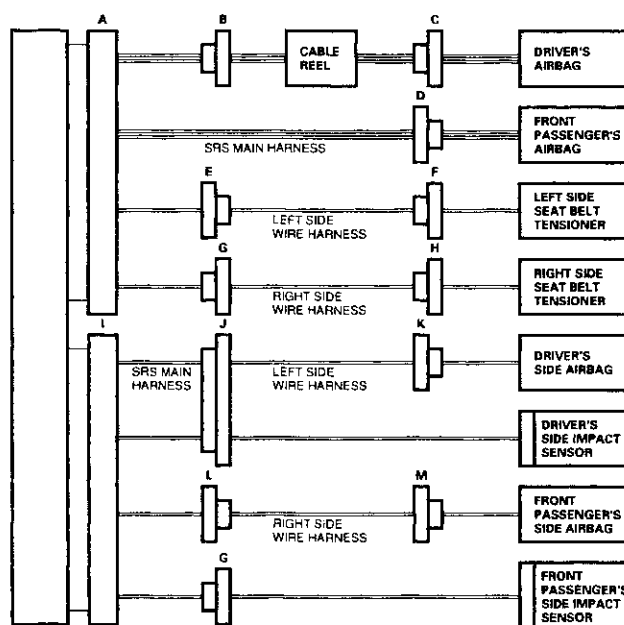 A
B
C
CABLE
REEL
DRIVER'S
AIRBAG
D
SRS MAIN HARNESS
FRONT
PASSENGER'S
AIRBAG
E
LEFT SIDE
WIRE HARNESS
F
LEFT SIDE
SEAT BELT
TENSIONER
G
RIGHT SIDE
WIRE HARNESS
H
RIGHT SIDE
SEAT BELT
TENSIONER
I
SRS MAIN
HARNESS
J
LEFT SIDE
WIRE HARNESS
K
DRIVER'S
SIDE AIRBAG
DRIVER'S
SIDE IMPACT
SENSOR
L
RIGHT SIDE
WIRE HARNESS
M
FRONT
PASSENGER'S
SIDE AIRBAG
G
FRONT
PASSENGER'S
SIDE IMPACT
SENSOR